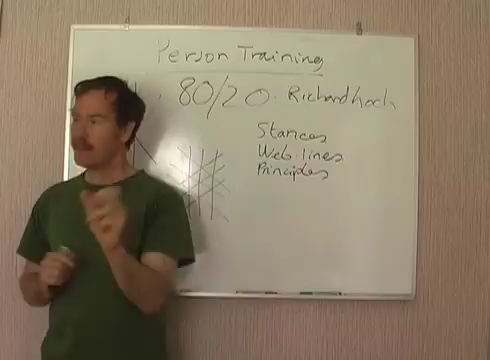 Person Training
80/20 · Richard Koch
Stances
Web lines
Principles